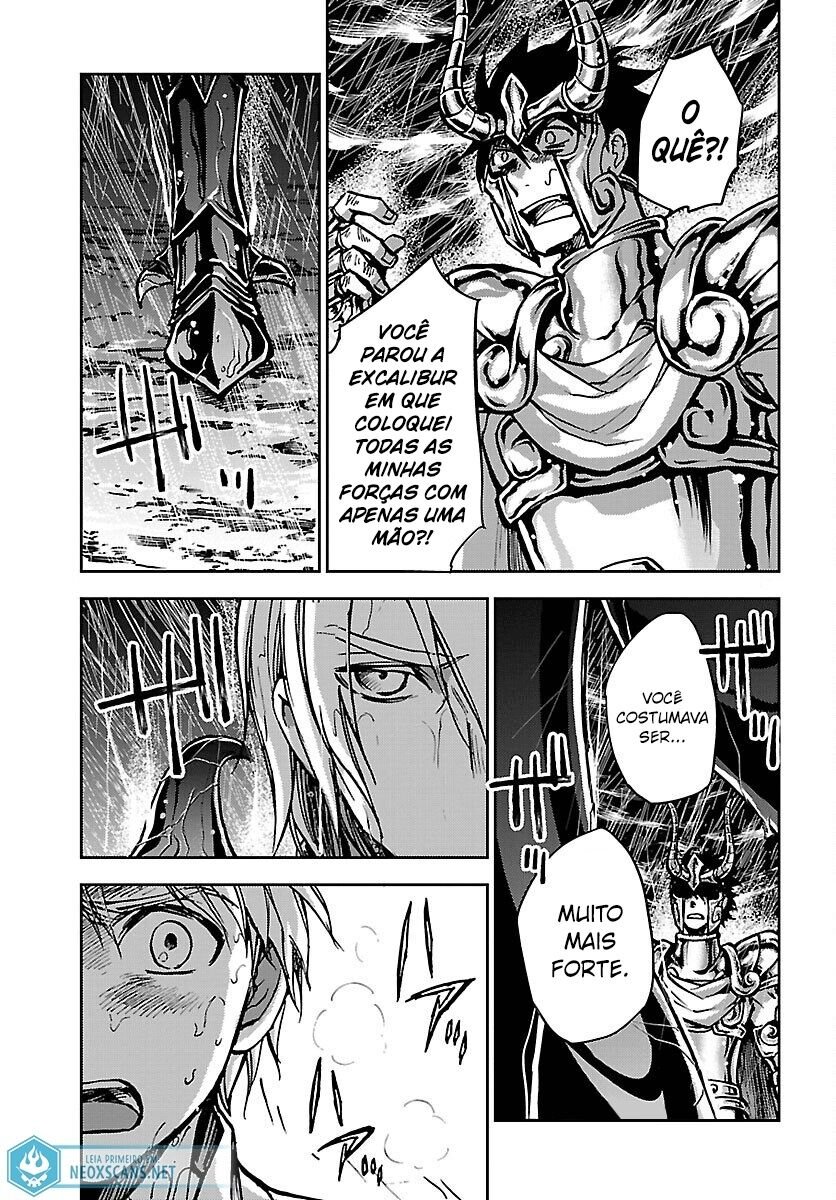 O
QUÊ?!
VOCÊ
PAROU A
EXCALIBUR
EM QUE
COLOQUEI
TODAS AS
MINHAS
FORÇAS COM
APENAS UMA
MÃO?!
VOCÊ
COSTUMAVA
SER...
MUITO
MAIS
FORTE.
LEIA PRIMEIRO EM
NEOXSCANS.NET